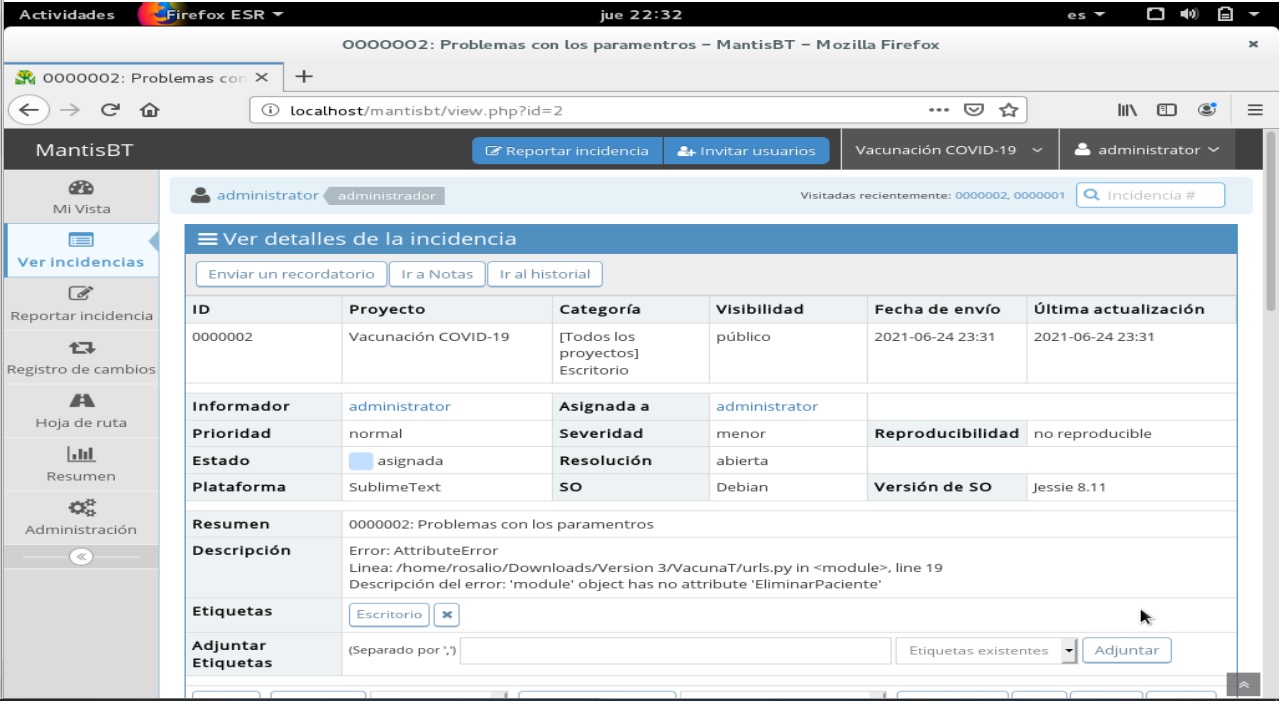 Actividades Firefox ESR jue 22:32 es
0000002: Problemas con los paramentros – MantisBT – Mozilla Firefox
0000002: Problemas con
localhost/mantisbt/view.php?id=2
MantisBT Reportar incidencia Invitar usuarios Vacunación COVID-19 administrator
administrator administrador Visitadas recientemente: 0000002, 0000001 Incidencia #
Mi Vista
Ver incidencias
Reportar incidencia
Registro de cambios
Hoja de ruta
Resumen
Administración
Ver detalles de la incidencia
Enviar un recordatorio Ir a Notas Ir al historial
ID Proyecto Categoría Visibilidad Fecha de envío Última actualización
0000002 Vacunación COVID-19 [Todos los público 2021-06-24 23:31 2021-06-24 23:31
proyectos]
Escritorio
Informador administrator Asignada a administrator
Prioridad normal Severidad menor Reproducibilidad no reproducible
Estado asignada Resolución abierta
Plataforma SublimeText SO Debian Versión de SO Jessie 8.11
Resumen 0000002: Problemas con los paramentros
Descripción Error: AttributeError
Linea: /home/rosalio/Downloads/Version 3/VacunaT/urls.py in <module>, line 19
Descripción del error: 'module' object has no attribute 'EliminarPaciente'
Etiquetas Escritorio
Adjuntar
Etiquetas
(Separado por ',') Etiquetas existentes Adjuntar